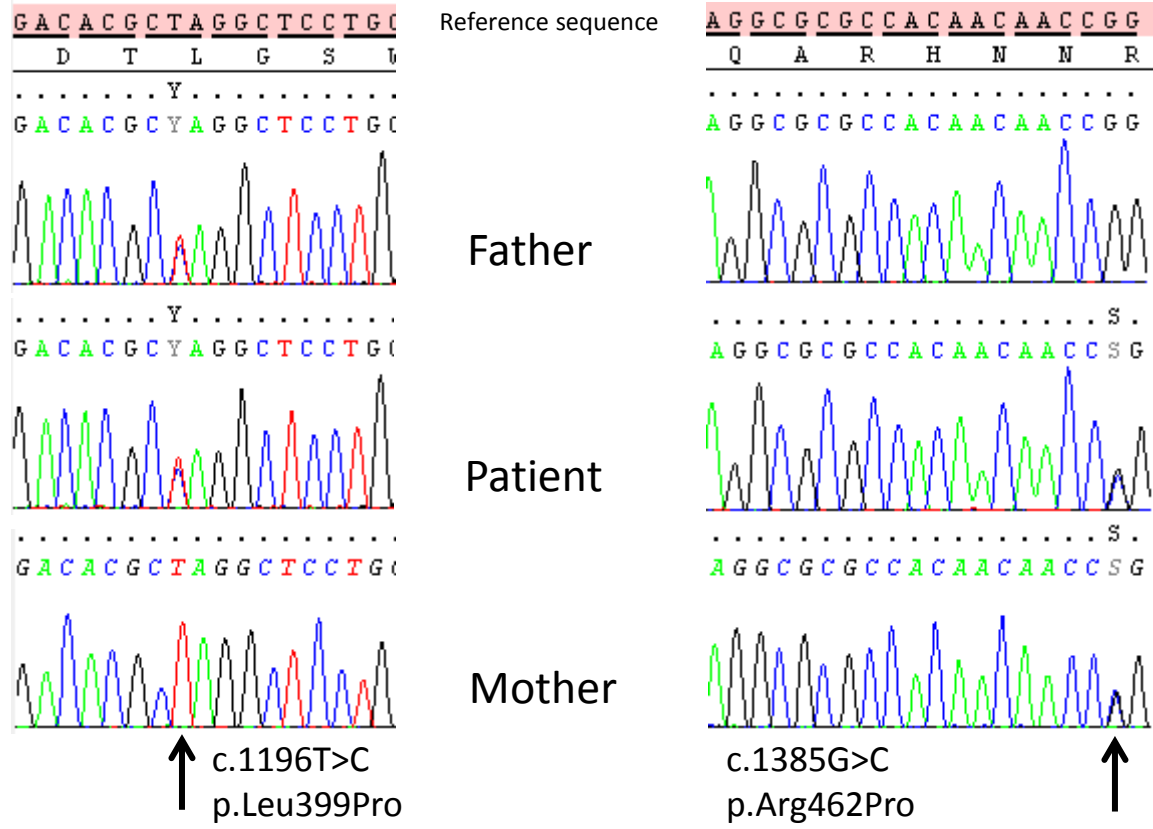 GACACGCTAGGCTCCTGC
D T L G S W
Reference sequence
AGGCGCGCCACAACAACCGG
Q A R H N N R
. . . . . . . Y . . . . . . . . .
GACACGCYAGGCTCCTGC
Father
. . . . . . . . . . . . . . . . . . . .
AGGCGCGCCACAACAACCGG
. . . . . . . Y . . . . . . . . .
GACACGCYAGGCTCCTGC
Patient
. . . . . . . . . . . . . . . . . . S .
AGGCGCGCCACAACAACCSG
. . . . . . . . . . . . . . . . .
GACACGCTAGGCTCCTGC
Mother
. . . . . . . . . . . . . . . . . . S .
AGGCGCGCCACAACAACCSG
c.1196T>C
p.Leu399Pro
c.1385G>C
p.Arg462Pro